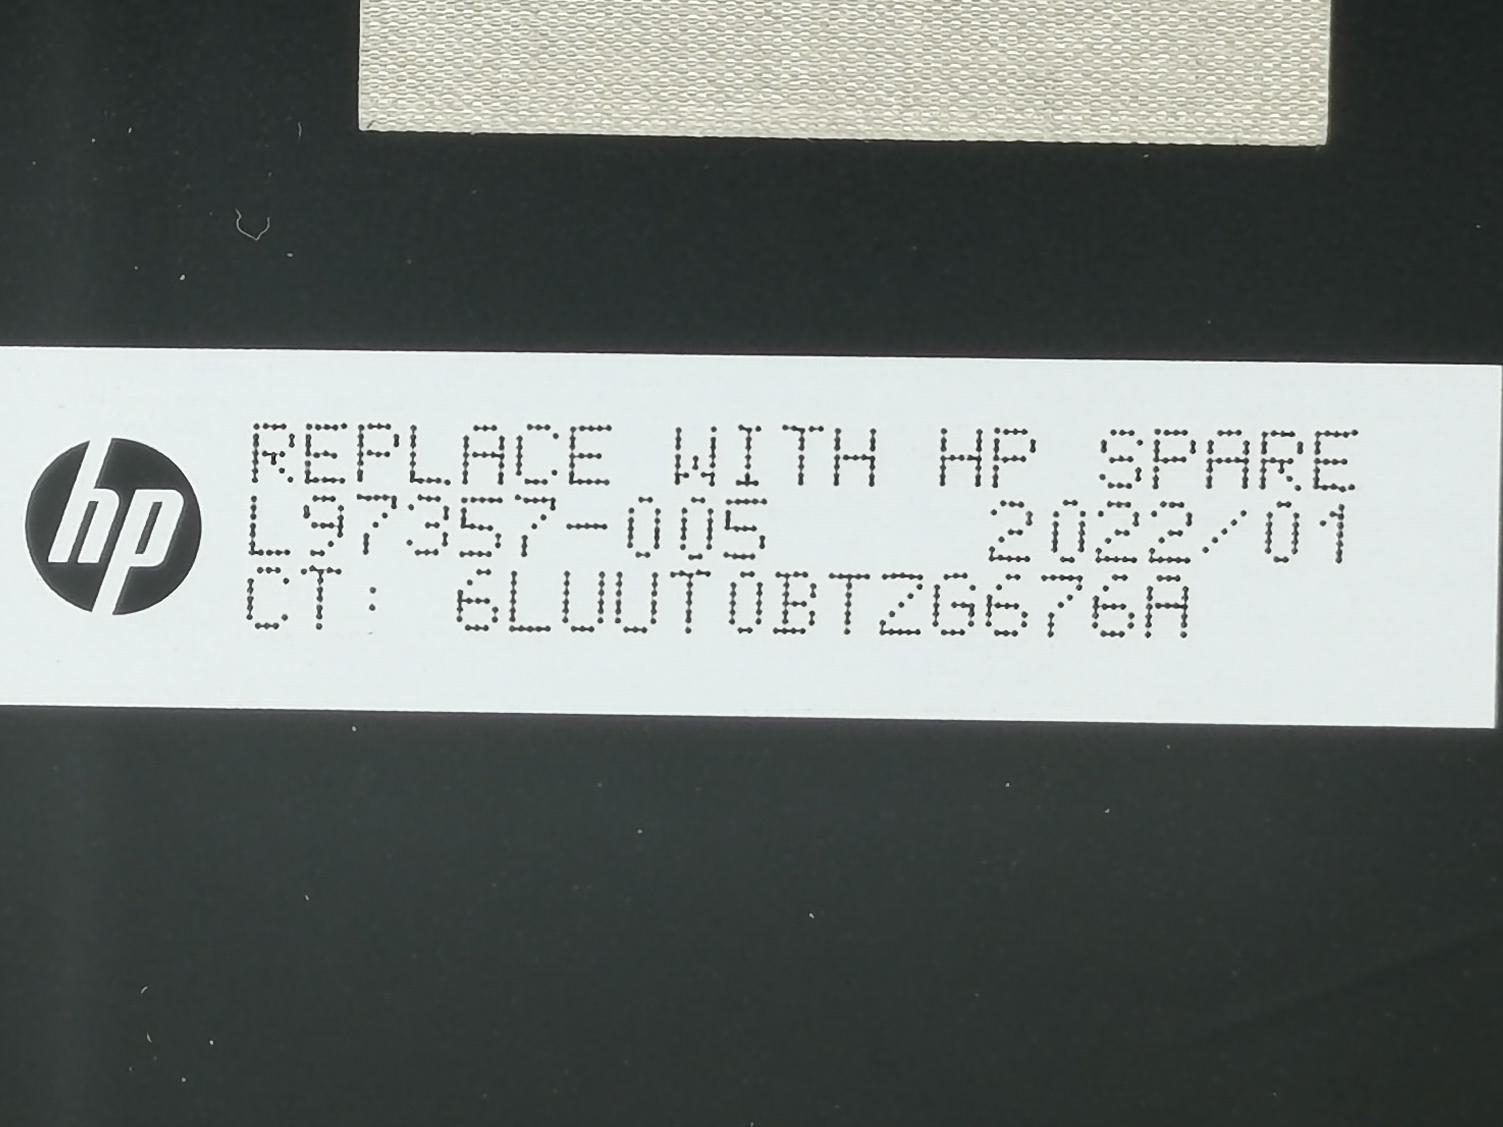 hp
REPLACE WITH HP SPARE
L97357-005 2022/01
CT: 6LUUT0BTZG676A